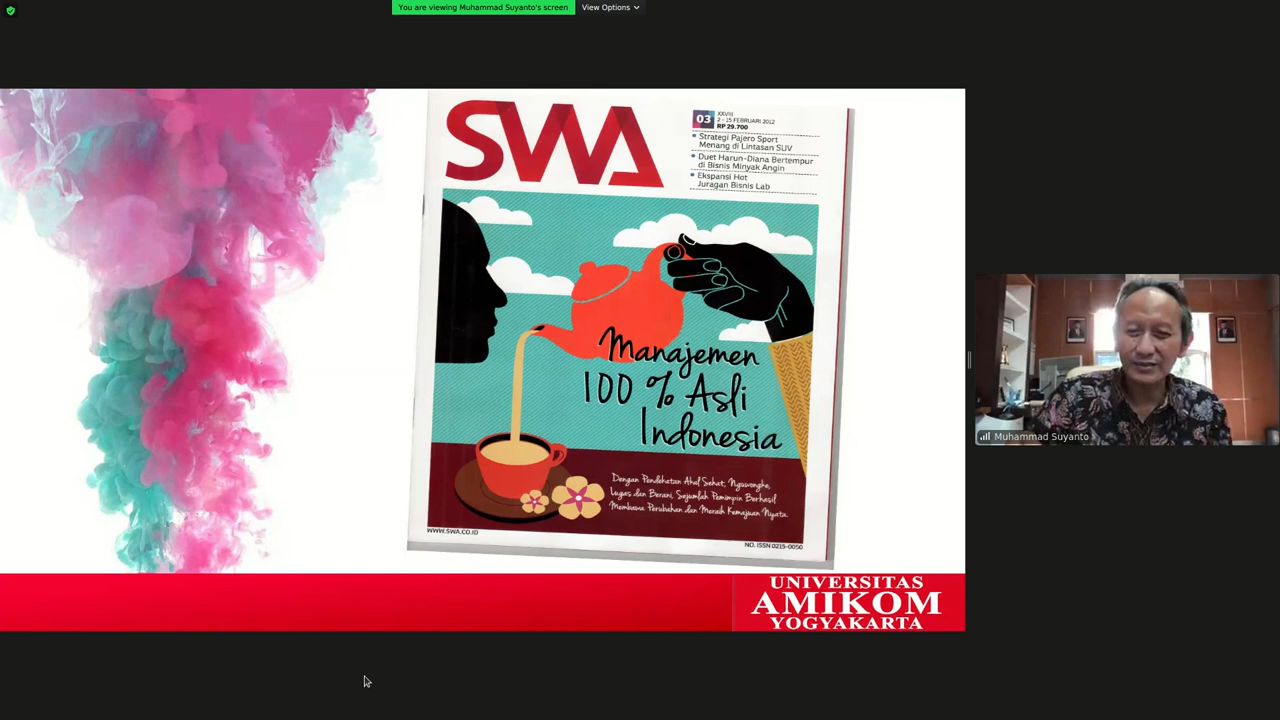 You are viewing Muhammad Suyanto's screen
View Options
SWA
03
XXVIII
2 - 15 FEBRUARI 2012
RP 29.700
Strategi Pajero Sport
Menang di Lintasan SUV
Duet Harun-Diana Bertempur
di Bisnis Minyak Angin
Ekspansi Hot
Juragan Bisnis Lab
Manajemen
100 % Asli
Indonesia
Dengan Pendekatan Akal Sehat, Nguwongke,
Lugas dan Berani, Sejumlah Pemimpin Berhasil
Membawa Perubahan dan Meraih Kemajuan Nyata.
WWW.SWA.CO.ID
NO. ISSN 0215-0050
UNIVERSITAS
AMIKOM
YOGYAKARTA
Muhammad Suyanto